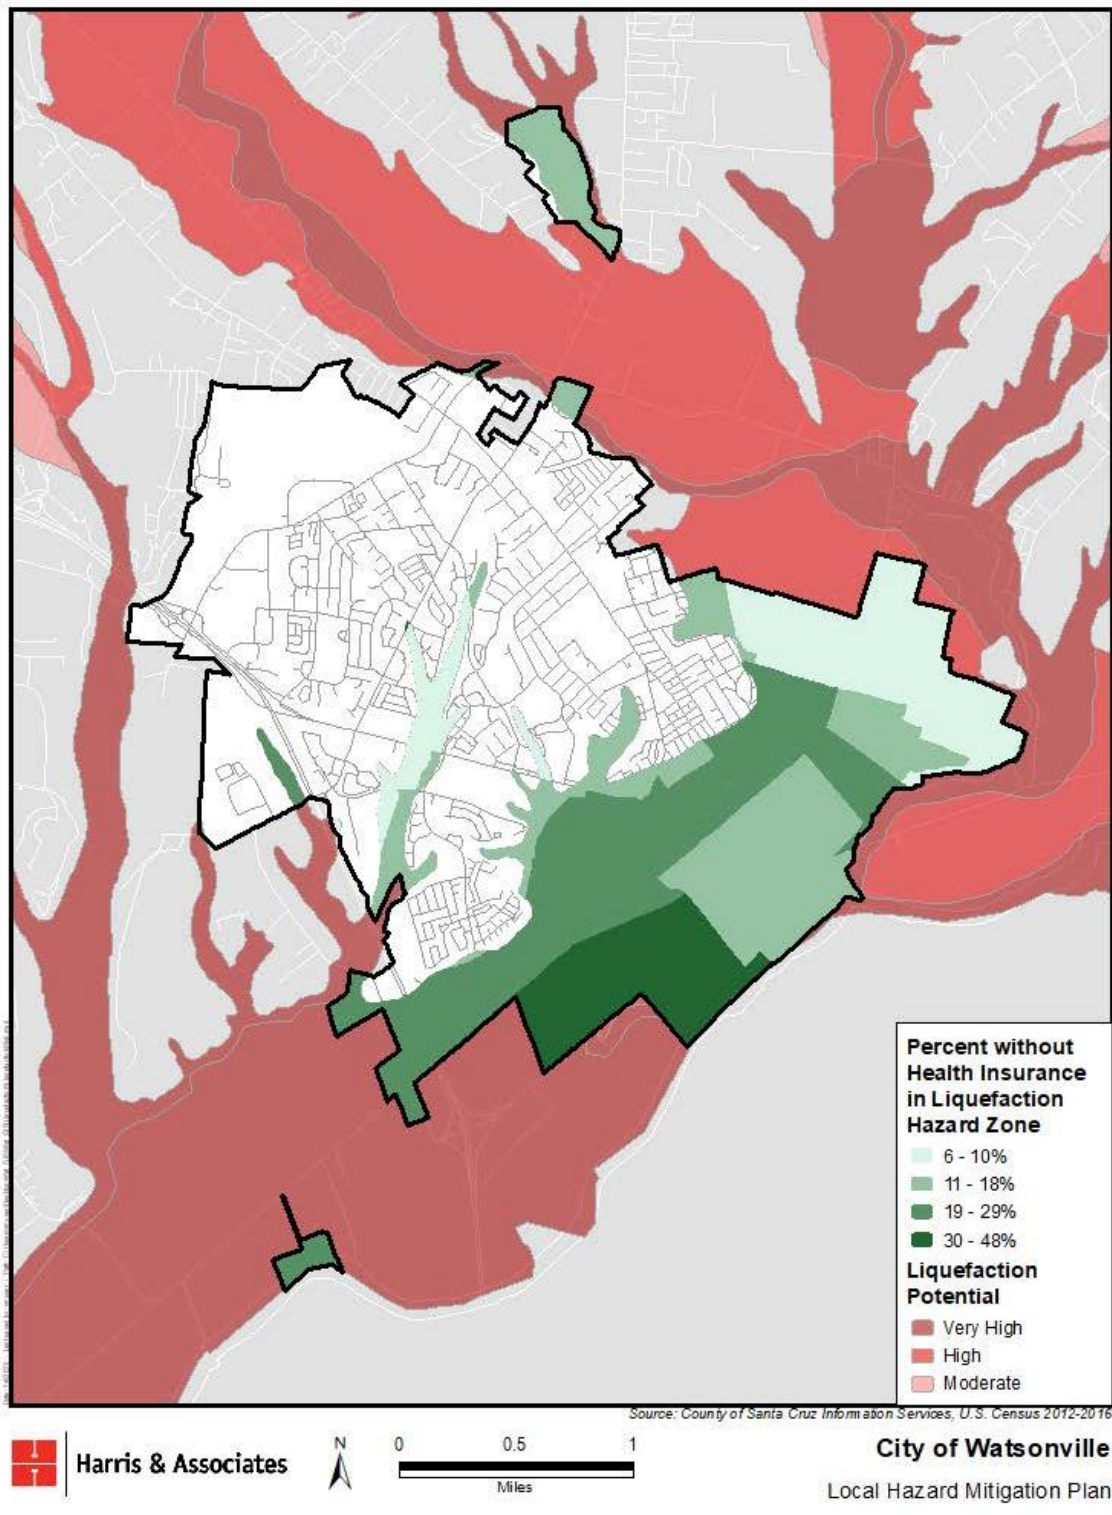 Percent without
Health Insurance
in Liquefaction
Hazard Zone
6 - 10%
11 - 18%
19 - 29%
30 - 48%
Liquefaction
Potential
Very High
High
Moderate
Source: County of Santa Cruz Information Services, U.S. Census 2012-2016
Harris & Associates
N
0 0.5 1
Miles
City of Watsonville
Local Hazard Mitigation Plan